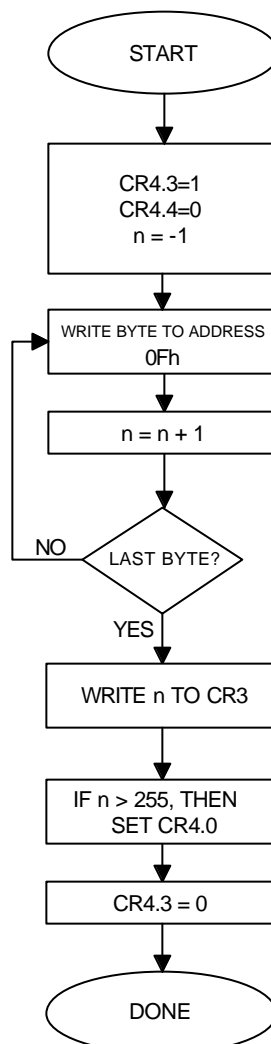 START
CR4.3=1
CR4.4=0
n = -1
WRITE BYTE TO ADDRESS
0Fh
n = n + 1
LAST BYTE?
NO
YES
WRITE n TO CR3
IF n > 255, THEN
SET CR4.0
CR4.3 = 0
DONE